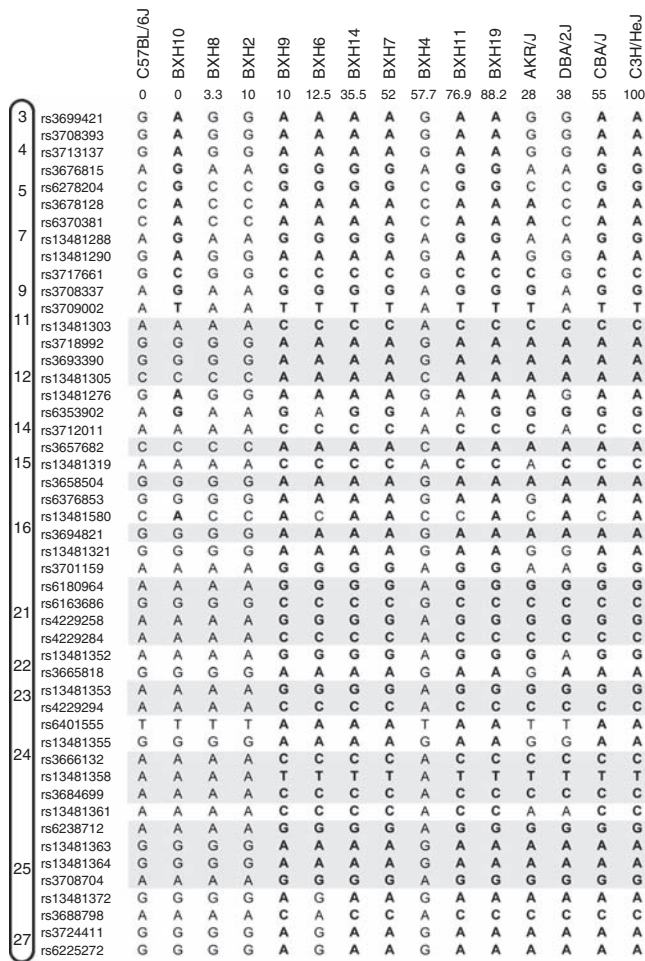 C57BL/6J BXH10 BXH8 BXH2 BXH9 BXH6 BXH14 BXH7 BXH4 BXH11 BXH19 AKR/J DBA/2J CBA/J C3H/HeJ
0 0 3.3 10 10 12.5 35.5 52 57.7 76.9 88.2 28 38 55 100
3 rs3699421 G A G G A A A A G A A G G A A
rs3708393 G A G G A A A A G A A G G A A
4 rs3713137 G A G G A A A A G A A G G A A
rs3676815 A G A A G G G G A G G A A G G
5 rs6278204 C G C C G G G G C G G C C G G
rs3678128 C A C C A A A A C A A A C A A
rs6370381 C A C C A A A A C A A A C A A
7 rs13481288 A G A A G G G G A G G A A G G
rs13481290 G A G G A A A A G A A G G A A
rs3717661 G C G G C C C C G C C C G C C
9 rs3708337 A G A A G G G G A G G G A G G
rs3709002 A T A A T T T T A T T T A T T
11 rs13481303 A A A A C C C C A C C C C C C
rs3718992 G G G G A A A A G A A A A A A
rs3693390 G G G G A A A A G A A A A A A
12 rs13481305 C C C C A A A A C A A A A A A
rs13481276 G A G G A A A A G A A A G A A
rs6353902 A G A A G A G G A A G G G G G
14 rs3712011 A A A A C C C C A C C C A C C
rs3657682 C C C C A A A A C A A A A A A
15 rs13481319 A A A A C C C C A C C A C C C
rs3658504 G G G G A A A A G A A A A A A
rs6376853 G G G G A A A A G A A G A A A
16 rs13481580 C A C C A C A A C C A C A C A
rs3694821 G G G G A A A A G A A A A A A
rs13481321 G G G G A A A A G A A G G A A
rs3701159 A A A A G G G G A G G A A G G
rs6180964 A A A A G G G G A G G G G G G
21 rs6163686 G G G G C C C C G C C C C C C
rs4229258 A A A A G G G G A G G G G G G
rs4229284 A A A A C C C C A C C C C C C
rs13481352 A A A A G G G G A G G G A G G
22 rs3665818 G G G G A A A A G A A G A A A
23 rs13481353 A A A A G G G G A G G G G G G
rs4229294 A A A A C C C C A C C C C C C
rs6401555 T T T T A A A A T A A T T A A
rs13481355 G G G G A A A A G A A G G A A
24 rs3666132 A A A A C C C C A C C C C C C
rs13481358 A A A A T T T T A T T T T T T
rs3684699 A A A A C C C C A C C C C C C
rs13481361 A A A A C C C C A C C A A C C
rs6238712 A A A A G G G G A G G G G G G
rs13481363 G G G G A A A A G A A A A A A
25 rs13481364 G G G G A A A A G A A A A A A
rs3708704 A A A A G G G G A G G G G G G
rs13481372 G G G G A G A A G A A A A A A
rs3688798 A A A A C A C C A C C C C C C
27 rs3724411 G G G G A G A A G A A A A A A
rs6225272 G G G G A G A A G A A A A A A